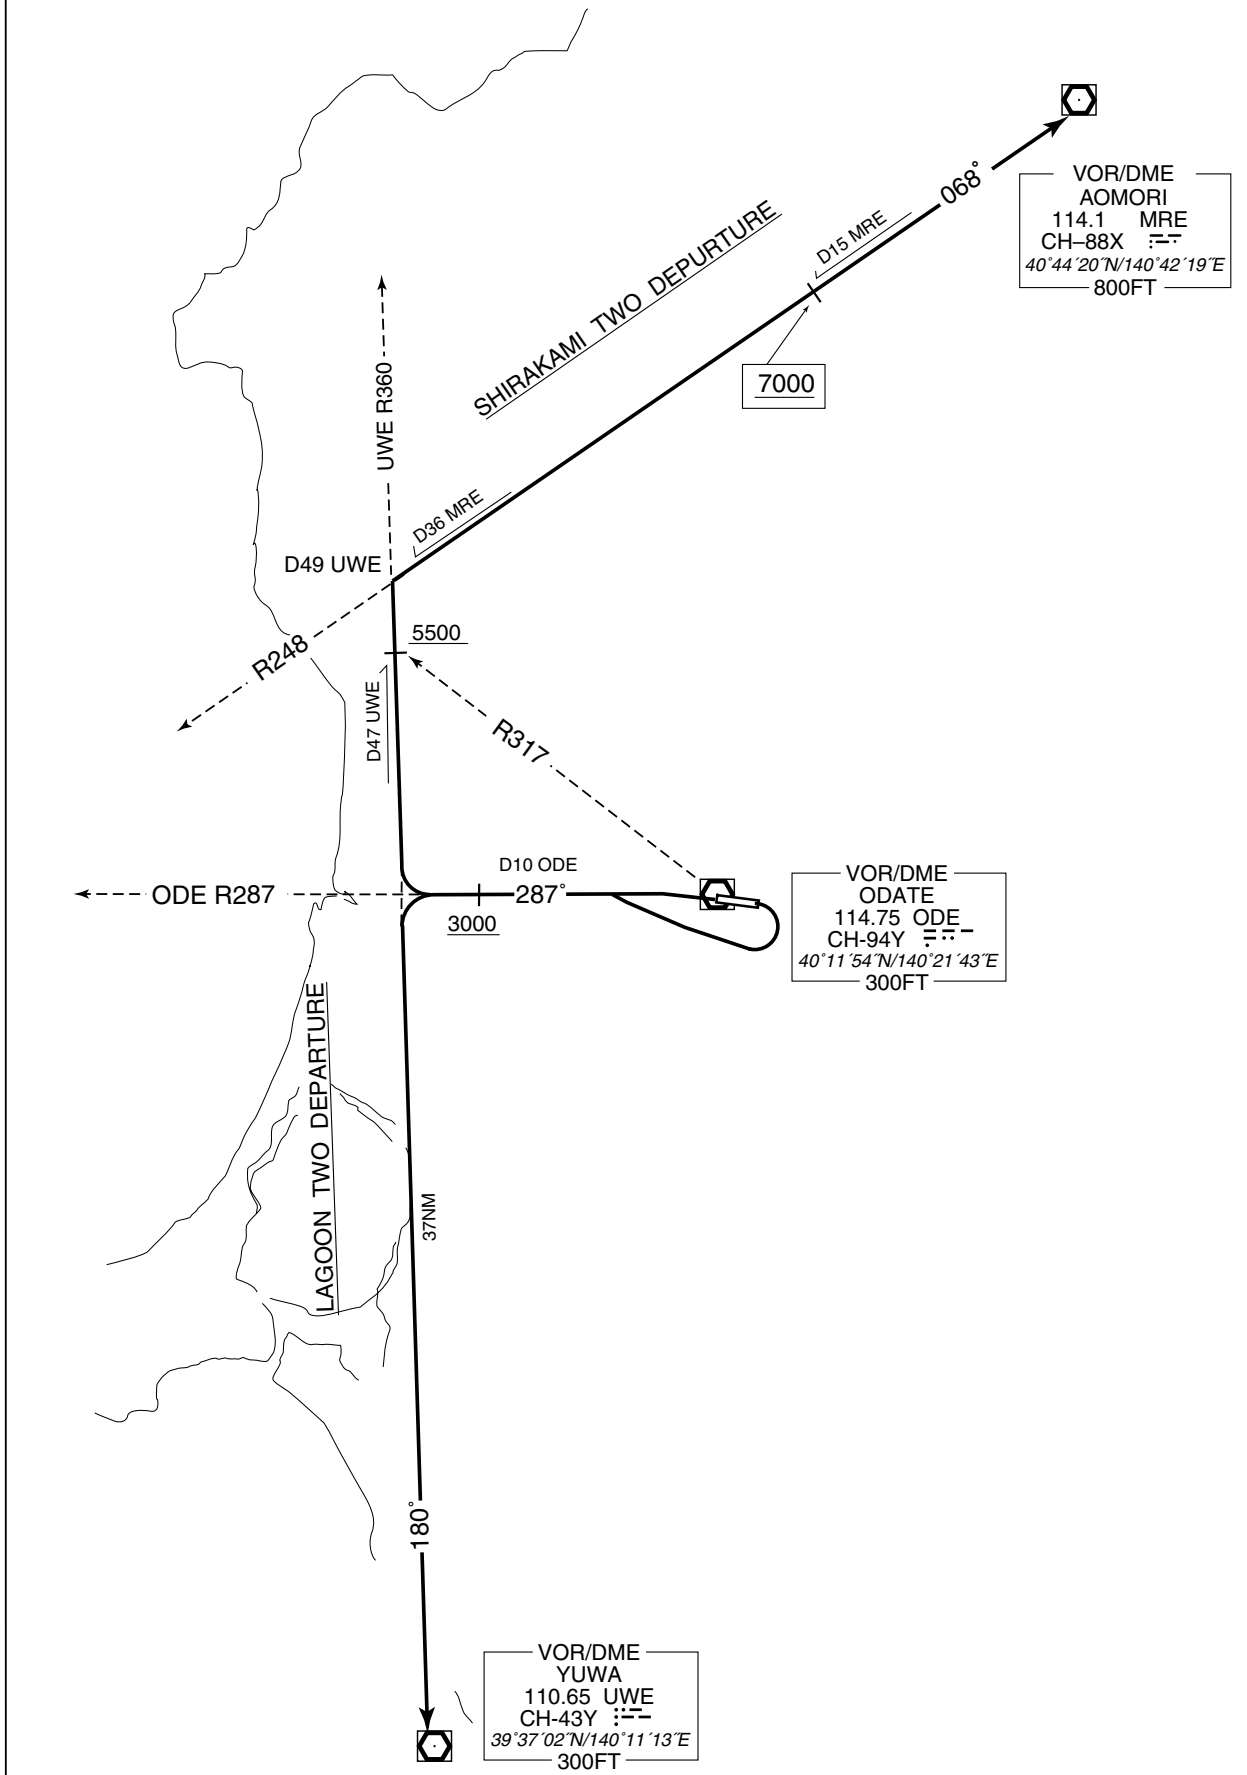 VOR/DME
AOMORI
114.1 MRE
CH–88X
40°44´20˝N/140°42´19˝E
800FT
068°
D15 MRE
SHIRAKAMI TWO DEPURTURE
7000
UWE R360
D36 MRE
D49 UWE
R248
5500
D47 UWE
R317
D10 ODE
ODE R287
287°
3000
VOR/DME
ODATE
114.75 ODE
CH-94Y
40°11´54˝N/140°21´43˝E
300FT
LAGOON TWO DEPARTURE
37NM
180°
VOR/DME
YUWA
110.65 UWE
CH-43Y
39°37´02˝N/140°11´13˝E
300FT